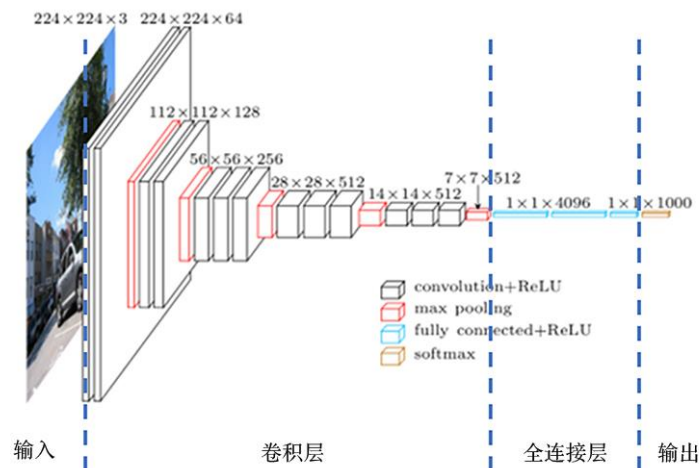 224×224×3 224×224×64
112×112×128
56×56×256
28×28×512
14×14×512
7×7×512
1×1×4096
1×1×1000
convolution+ReLU
max pooling
fully connected+ReLU
softmax
输入
卷积层
全连接层
输出